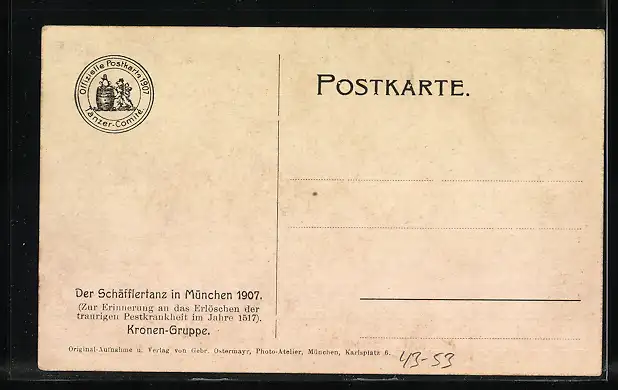 Offizielle Postkarte 1907
Tänzer-Comité.
POSTKARTE.
Der Schäfflertanz in München 1907.
(Zur Erinnerung an das Erlöschen der
traurigen Pestkrankheit im Jahre 1517).
Kronen-Gruppe.
Original-Aufnahme u. Verlag von Gebr. Ostermayr, Photo-Atelier, München, Karlsplatz 6.
43-53